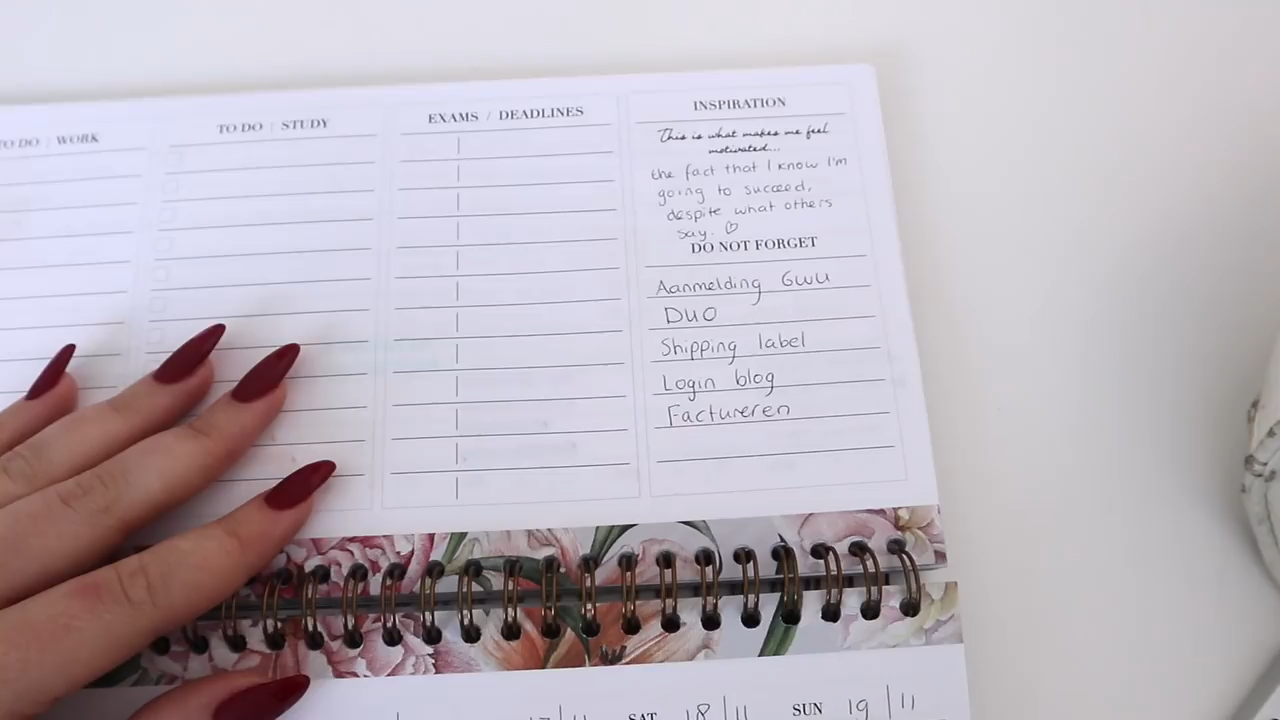 TO DO | WORK
TO DO | STUDY
EXAMS / DEADLINES
INSPIRATION
This is what makes me feel
motivated...
the fact that I know I'm
going to succeed,
despite what others
say. ♡
DO NOT FORGET
Aanmelding GWU
DUO
Shipping label
Login blog
Factureren
17/11
SAT 18/11
SUN 19/11